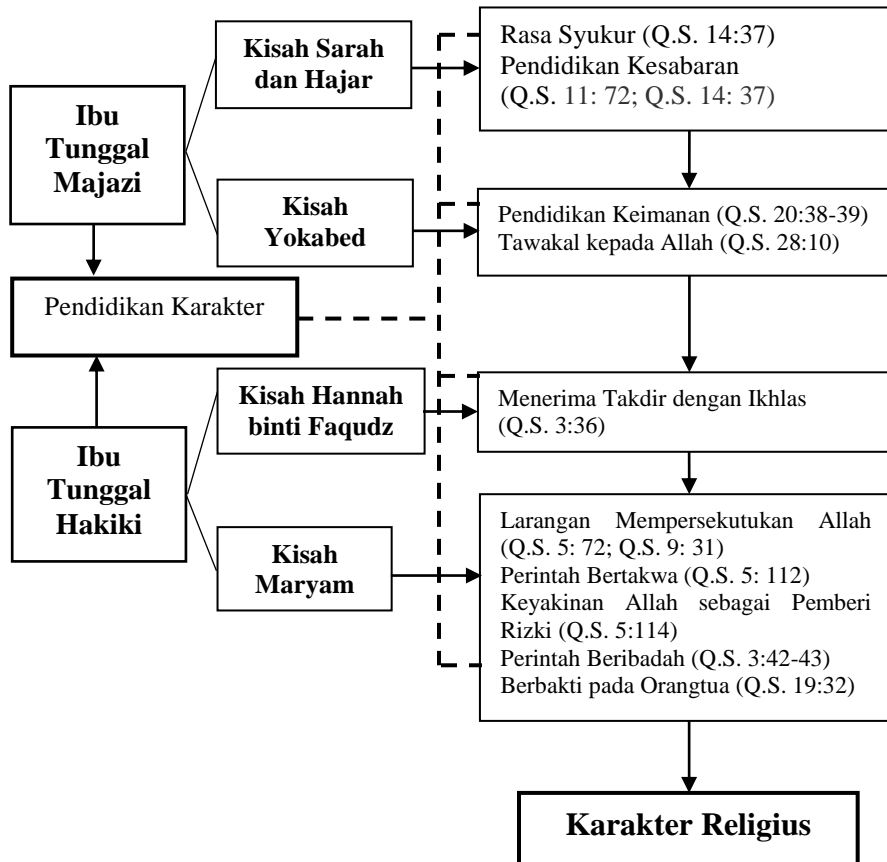 Ibu
Tunggal
Majazi
Kisah Sarah
dan Hajar
Rasa Syukur (Q.S. 14:37)
Pendidikan Kesabaran
(Q.S. 11: 72; Q.S. 14: 37)
Kisah
Yokabed
Pendidikan Keimanan (Q.S. 20:38-39)
Tawakal kepada Allah (Q.S. 28:10)
Pendidikan Karakter
Ibu
Tunggal
Hakiki
Kisah Hannah
binti Faqudz
Menerima Takdir dengan Ikhlas
(Q.S. 3:36)
Kisah
Maryam
Larangan Mempersekutukan Allah
(Q.S. 5: 72; Q.S. 9: 31)
Perintah Bertakwa (Q.S. 5: 112)
Keyakinan Allah sebagai Pemberi
Rizki (Q.S. 5:114)
Perintah Beribadah (Q.S. 3:42-43)
Berbakti pada Orangtua (Q.S. 19:32)
Karakter Religius